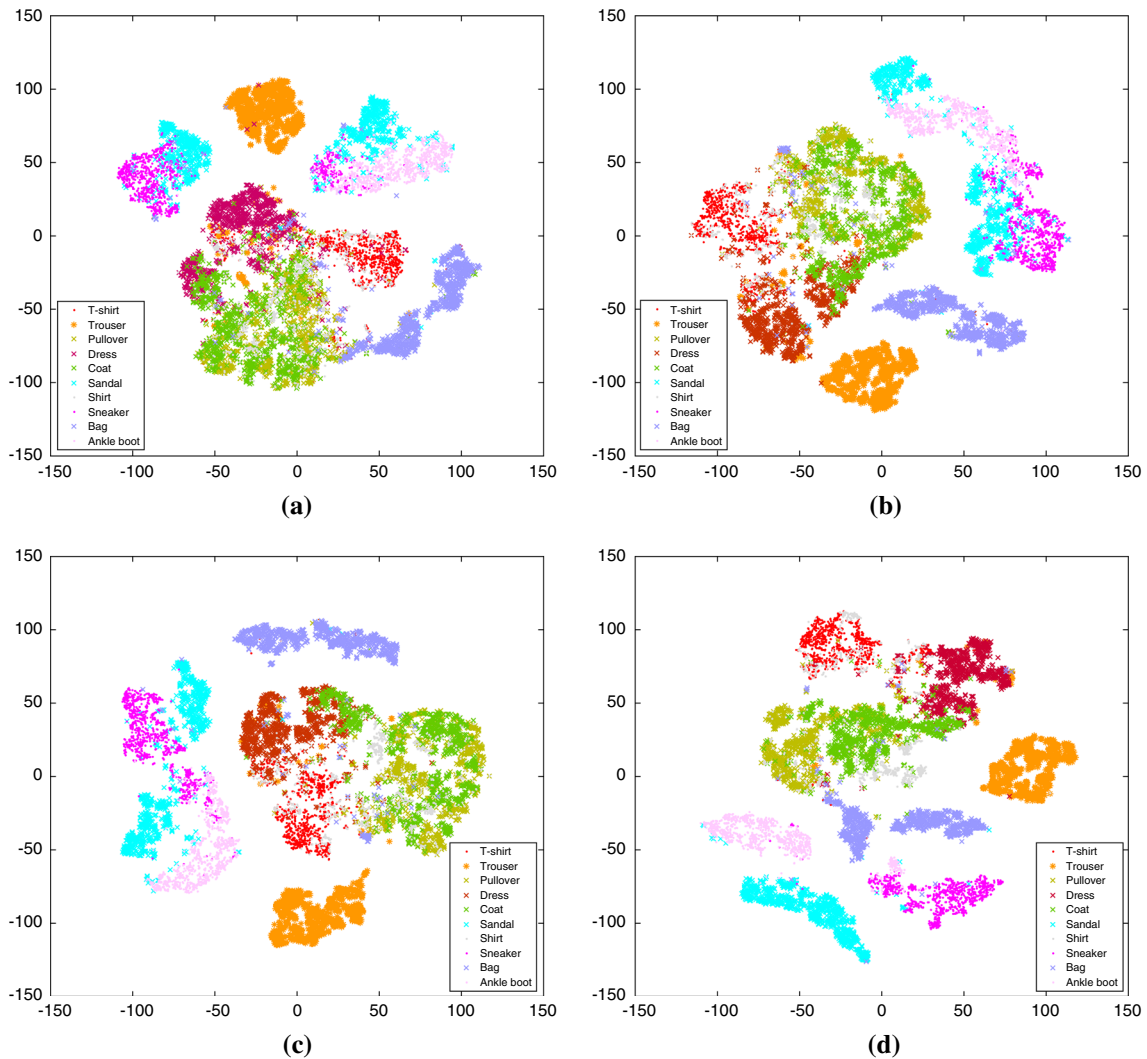 150
100
50
0
-50
-100
-150
T-shirt
Trouser
Pullover
Dress
Coat
Sandal
Shirt
Sneaker
Bag
Ankle boot
-150 -100 -50 0 50 100 150
(a)
150
100
50
0
-50
-100
-150
T-shirt
Trouser
Pullover
Dress
Coat
Sandal
Shirt
Sneaker
Bag
Ankle boot
-150 -100 -50 0 50 100 150
(b)
150
100
50
0
-50
-100
-150
T-shirt
Trouser
Pullover
Dress
Coat
Sandal
Shirt
Sneaker
Bag
Ankle boot
-150 -100 -50 0 50 100 150
(c)
150
100
50
0
-50
-100
-150
T-shirt
Trouser
Pullover
Dress
Coat
Sandal
Shirt
Sneaker
Bag
Ankle boot
-150 -100 -50 0 50 100 150
(d)